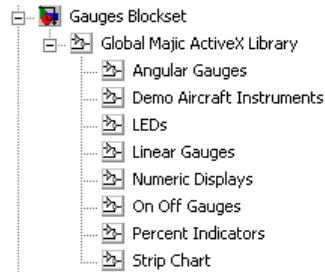 Gauges Blockset
Global Majic ActiveX Library
Angular Gauges
Demo Aircraft Instruments
LEDs
Linear Gauges
Numeric Displays
On Off Gauges
Percent Indicators
Strip Chart